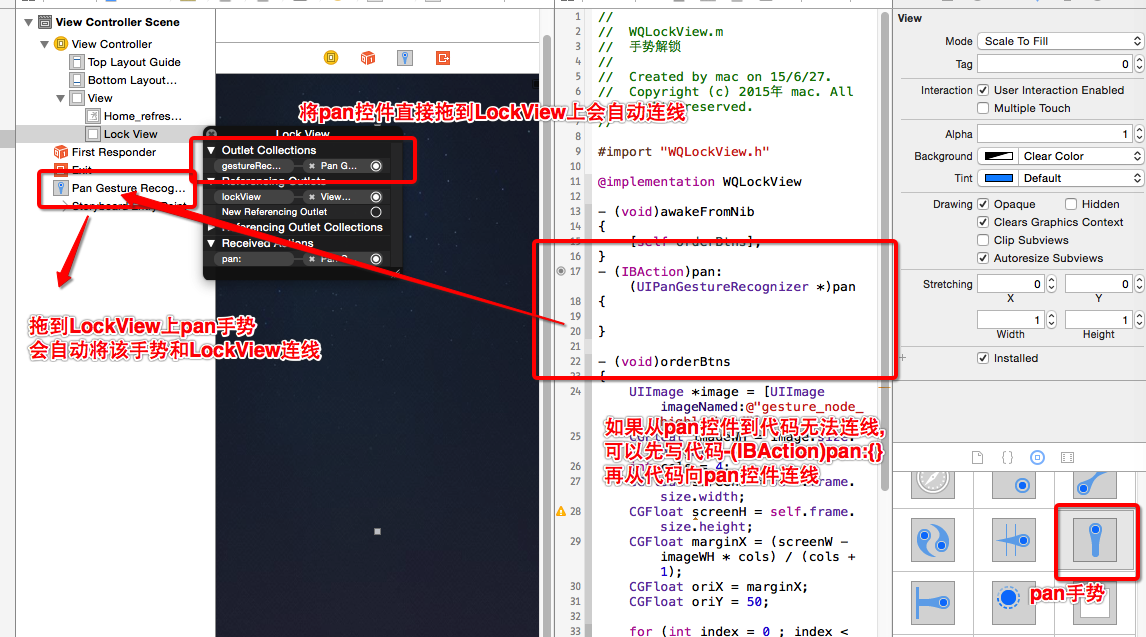 View Controller Scene
View Controller
Top Layout Guide
Bottom Layout...
View
Home_refres...
Lock View
First Responder
Exit
Pan Gesture Recog...
Storyboard Entry Point
拖到LockView上pan手势
会自动将该手势和LockView连线
将pan控件直接拖到LockView上会自动连线
Lock View
Outlet Collections
gestureRec... Pan G...
Referencing Outlets
lockView View...
New Referencing Outlet
Referencing Outlet Collections
Received Actions
pan: Pan G...
1 //
2 // WQLockView.m
3 // 手势解锁
4 //
5 // Created by mac on 15/6/27.
6 // Copyright (c) 2015年 mac. All
reserved.
8
9 #import "WQLockView.h"
10
11 @implementation WQLockView
12
13 - (void)awakeFromNib
14 {
15 [self orderBtns];
16 }
17 - (IBAction)pan:
(UIPanGestureRecognizer *)pan
18 {
19
20 }
21
22 - (void)orderBtns
23 {
24 UIImage *image = [UIImage
imageNamed:@"gesture_node_
25 CGFloat imageWH = image.size.
26 = 4;
27 frame.
size.width;
28 CGFloat screenH = self.frame.
size.height;
29 CGFloat marginX = (screenW -
imageWH * cols) / (cols +
1);
30 CGFloat oriX = marginX;
31 CGFloat oriY = 50;
32
33 for (int index = 0 ; index <
如果从pan控件到代码无法连线,
可以先写代码-(IBAction)pan:{}
再从代码向pan控件连线
View
Mode Scale To Fill
Tag 0
Interaction User Interaction Enabled
Multiple Touch
Alpha 1
Background Clear Color
Tint Default
Drawing Opaque Hidden
Clears Graphics Context
Clip Subviews
Autoresize Subviews
Stretching 0 0
X Y
1 1
Width Height
Installed
{}
pan手势